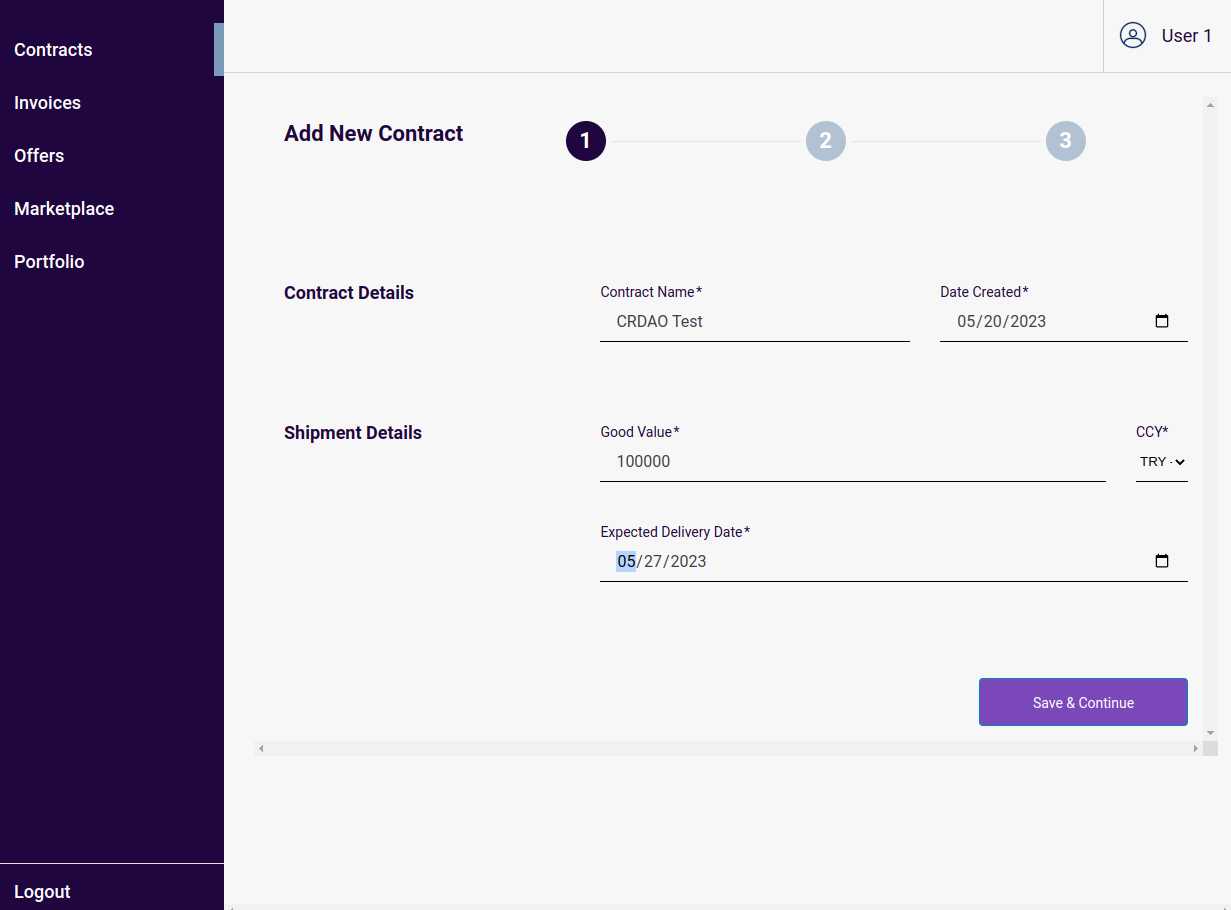 Contracts
Invoices
Offers
Marketplace
Portfolio
Logout
User 1
Add New Contract
1
2
3
Contract Details
Contract Name*
CRDAO Test
Date Created*
05/20/2023
Shipment Details
Good Value*
100000
CCY*
TRY -
Expected Delivery Date*
05/27/2023
Save & Continue